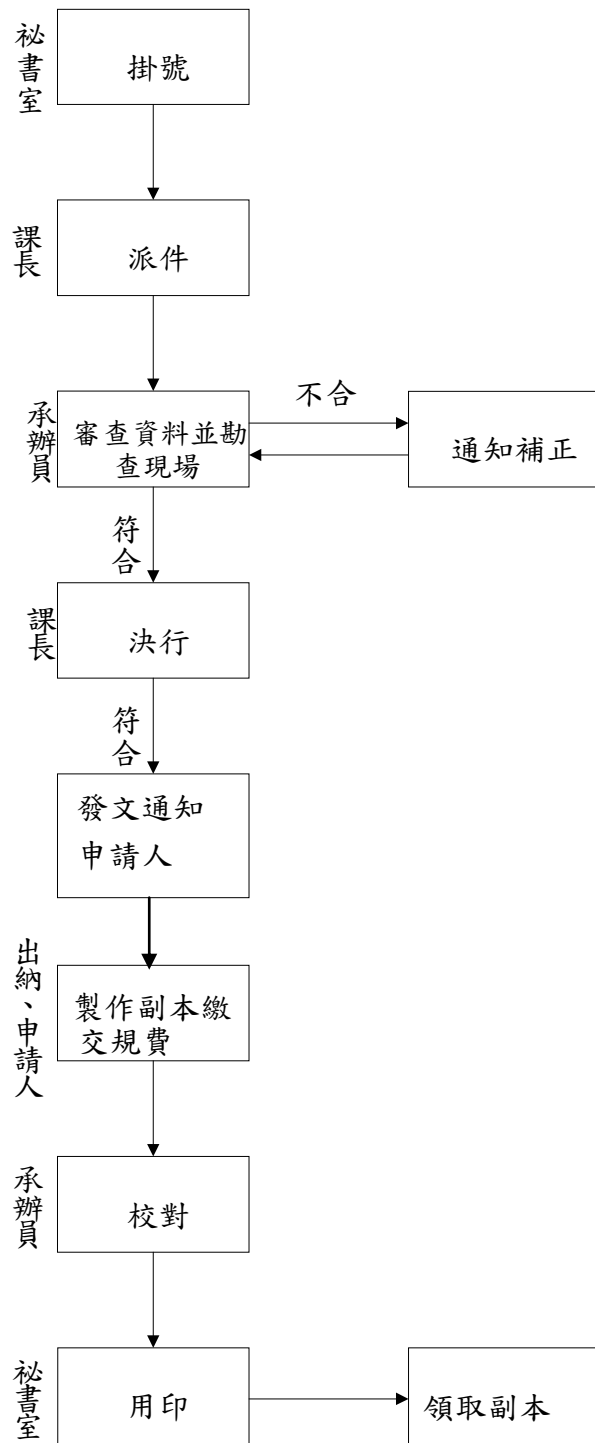 祕書室
掛號
課長
派件
承辦員
審查資料並勘
查現場
不合
通知補正
符合
課長
決行
符合
發文通知
申請人
出納、申請人
製作副本繳
交規費
承辦員
校對
祕書室
用印
領取副本